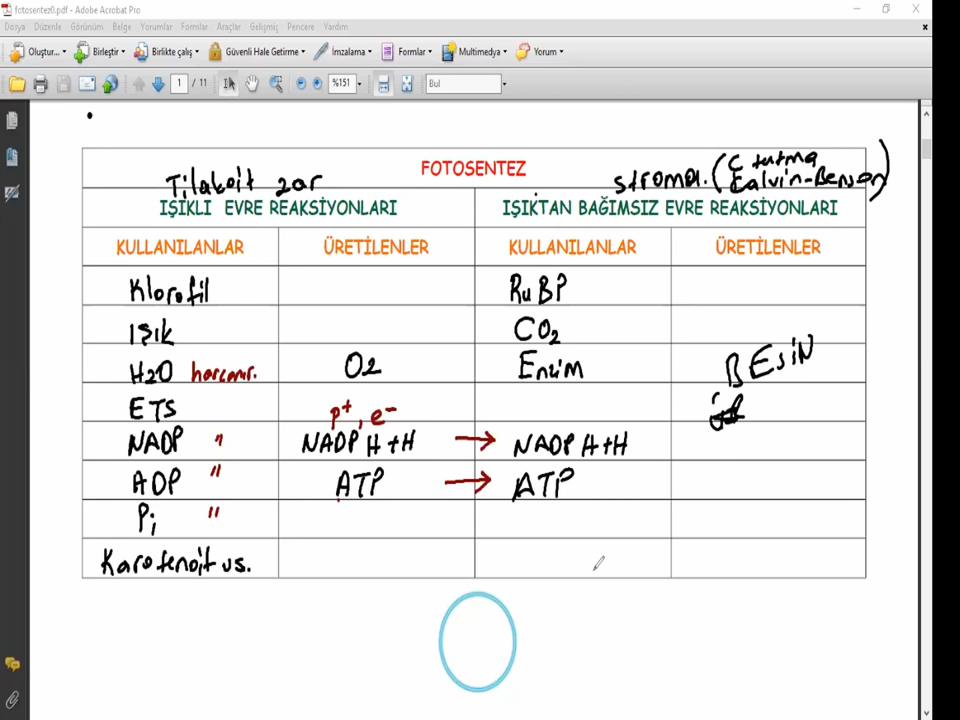 fotosentez0.pdf - Adobe Acrobat Pro
Dosya Düzenle Görünüm Belge Yorumlar Formlar Araçlar Gelişmiş Pencere Yardım
Oluştur... Birleştir Birlikte çalış Güvenli Hale Getirme İmzalama Formlar Multimedya Yorum
1 / 11 %151 Bul
FOTOSENTEZ
Tilakoit zar stroma. (C tutma
Calvin-Benson)
IŞIKLI EVRE REAKSİYONLARI IŞIKTAN BAĞIMSIZ EVRE REAKSİYONLARI
KULLANILANLAR ÜRETİLENLER KULLANILANLAR ÜRETİLENLER
Klorofil RuBP
Işık CO2
H2O harcanır. O2 Enzim BESİN
ETS p+, e-
NADP " NADPH+H → NADPH+H
ADP " ATP → ATP
Pi "
Karotenoit vs.